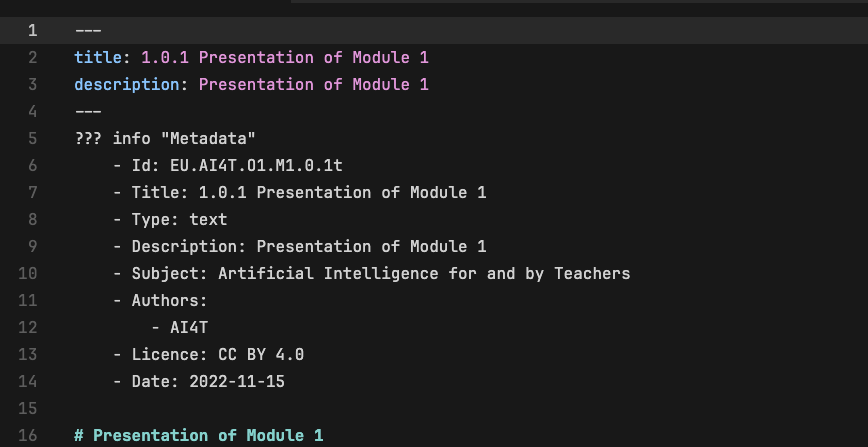 1 ---
2 title: 1.0.1 Presentation of Module 1
3 description: Presentation of Module 1
4 ---
5 ??? info "Metadata"
6     - Id: EU.AI4T.O1.M1.0.1t
7     - Title: 1.0.1 Presentation of Module 1
8     - Type: text
9     - Description: Presentation of Module 1
10     - Subject: Artificial Intelligence for and by Teachers
11     - Authors:
12         - AI4T
13     - Licence: CC BY 4.0
14     - Date: 2022-11-15
15
16 # Presentation of Module 1